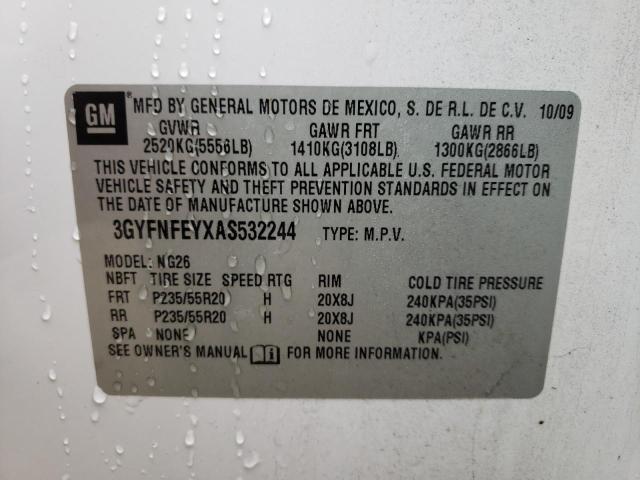 GM ® MFD BY GENERAL MOTORS DE MEXICO, S. DE R.L. DE C.V. 10/09
GVWR GAWR FRT GAWR RR
2520KG(5556LB) 1410KG(3108LB) 1300KG(2866LB)
THIS VEHICLE CONFORMS TO ALL APPLICABLE U.S. FEDERAL MOTOR
VEHICLE SAFETY AND THEFT PREVENTION STANDARDS IN EFFECT ON
THE DATE OF MANUFACTURE SHOWN ABOVE.
3GYFNFEYXAS532244 TYPE: M.P.V.
MODEL: NG26
NBFT TIRE SIZE SPEED RTG RIM COLD TIRE PRESSURE
FRT P235/55R20 H 20X8J 240KPA(35PSI)
RR P235/55R20 H 20X8J 240KPA(35PSI)
SPA NONE NONE KPA(PSI)
SEE OWNER'S MANUAL i FOR MORE INFORMATION.